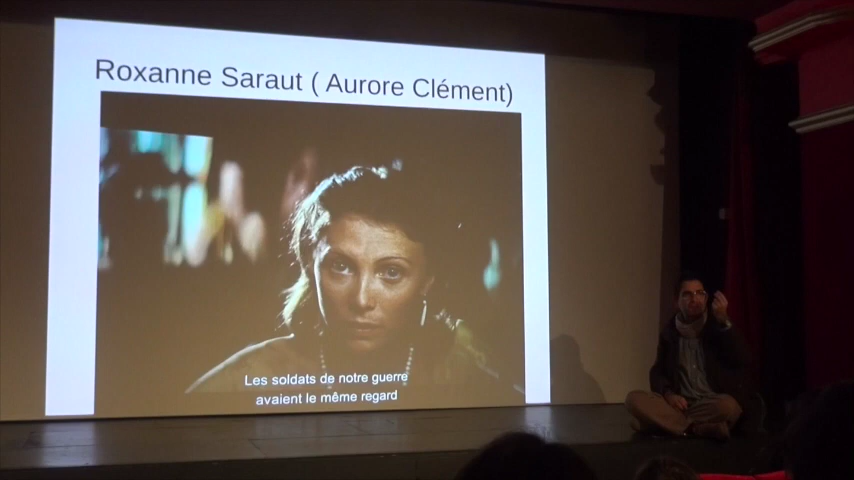 Roxanne Saraut ( Aurore Clément)
Les soldats de notre guerre
avaient le même regard